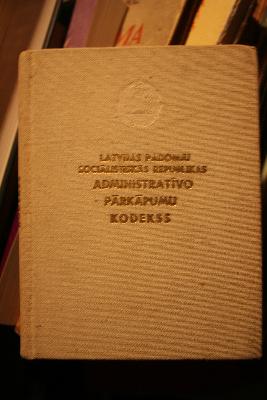 LATVIJAS PADOMJU
SOCIĀLISTISKĀS REPUBLIKAS
ADMINISTRATĪVO
PĀRKĀPUMU
KODEKSS